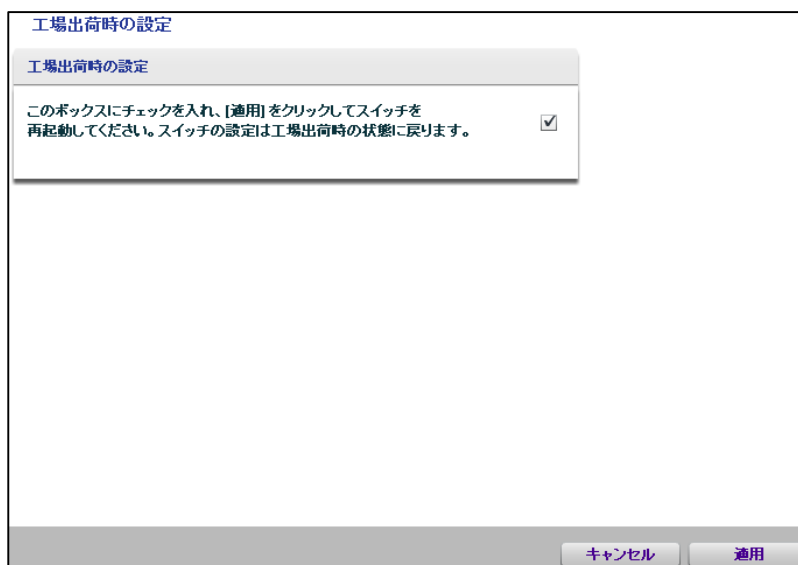 工場出荷時の設定
工場出荷時の設定
このボックスにチェックを入れ、[適用]をクリックしてスイッチを
再起動してください。スイッチの設定は工場出荷時の状態に戻ります。
キャンセル
適用